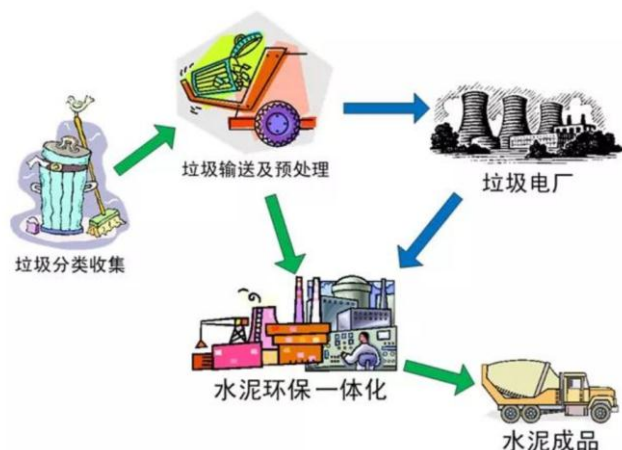 垃圾输送及预处理
垃圾电厂
垃圾分类收集
水泥环保一体化
水泥成品